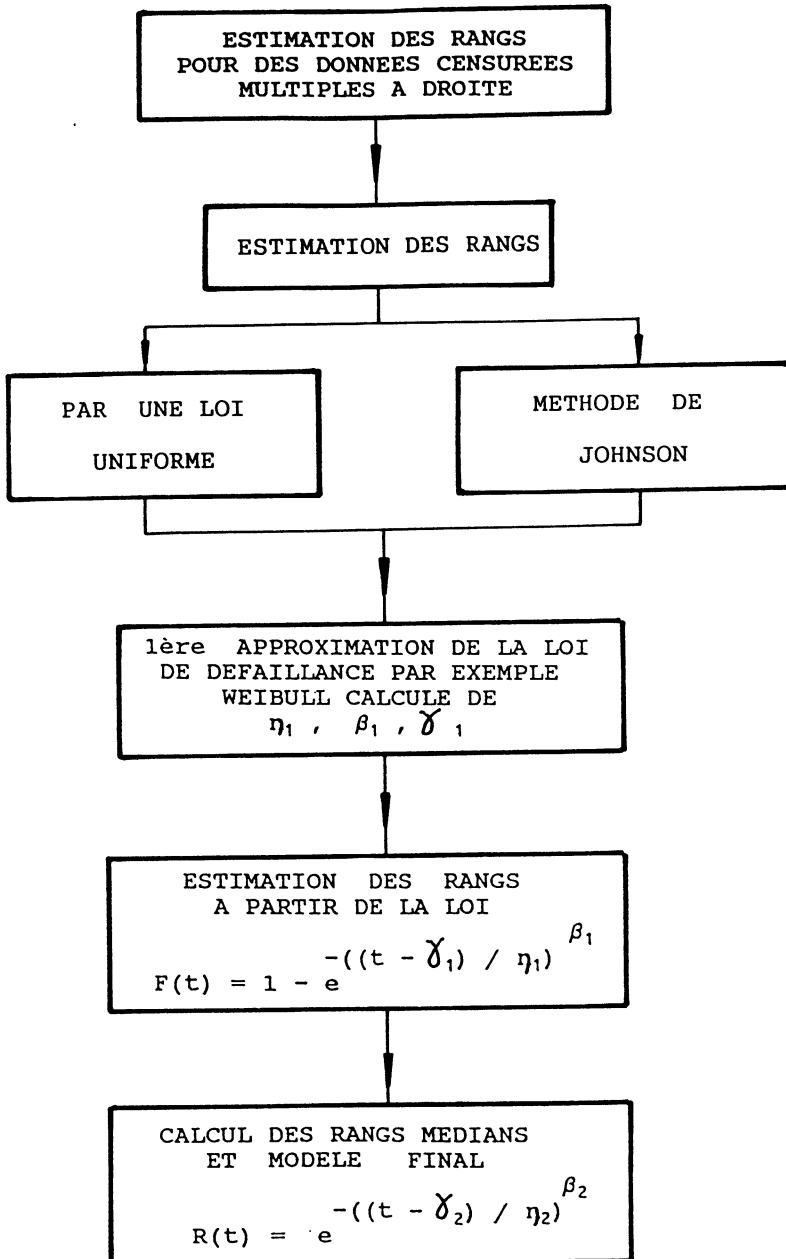 ESTIMATION DES RANGS
POUR DES DONNEES CENSUREES
MULTIPLES A DROITE
ESTIMATION DES RANGS
PAR UNE LOI
UNIFORME
METHODE DE
JOHNSON
1ère APPROXIMATION DE LA LOI
DE DEFAILLANCE PAR EXEMPLE
WEIBULL CALCULE DE
η₁ , β₁ , γ₁
ESTIMATION DES RANGS
A PARTIR DE LA LOI
F(t) = 1 - e^-((t - γ₁) / η₁)^β₁
CALCUL DES RANGS MEDIANS
ET MODELE FINAL
R(t) = e^-((t - γ₂) / η₂)^β₂